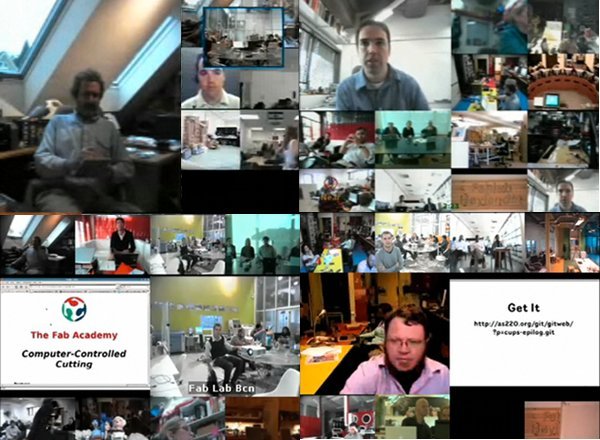 The Fab Academy
Computer-Controlled
Cutting
Fab Lab Bcn
Get It
http://as220.org/git/gitweb/
?p=cups-epilog.git